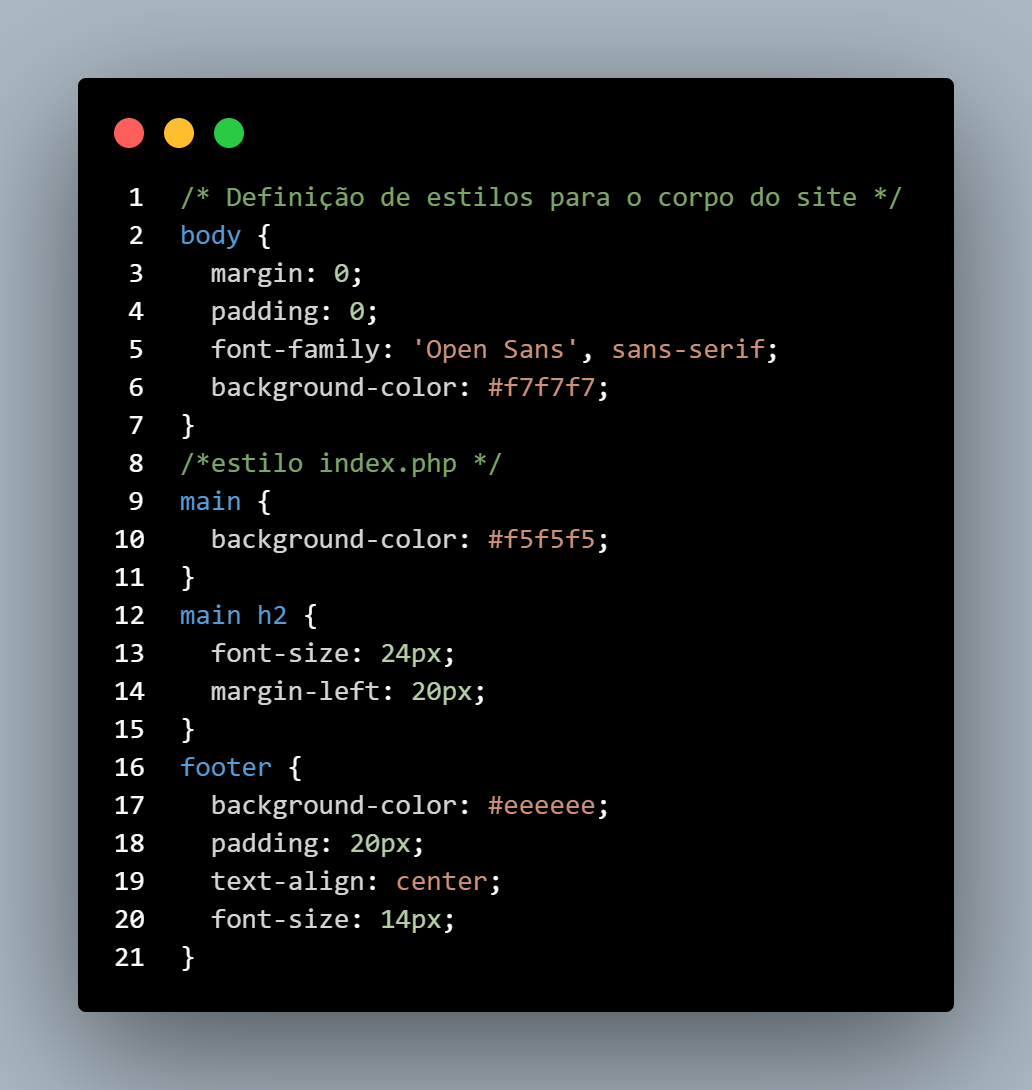 1 /* Definição de estilos para o corpo do site */
2 body {
3   margin: 0;
4   padding: 0;
5   font-family: 'Open Sans', sans-serif;
6   background-color: #f7f7f7;
7 }
8 /*estilo index.php */
9 main {
10   background-color: #f5f5f5;
11 }
12 main h2 {
13   font-size: 24px;
14   margin-left: 20px;
15 }
16 footer {
17   background-color: #eeeeee;
18   padding: 20px;
19   text-align: center;
20   font-size: 14px;
21 }